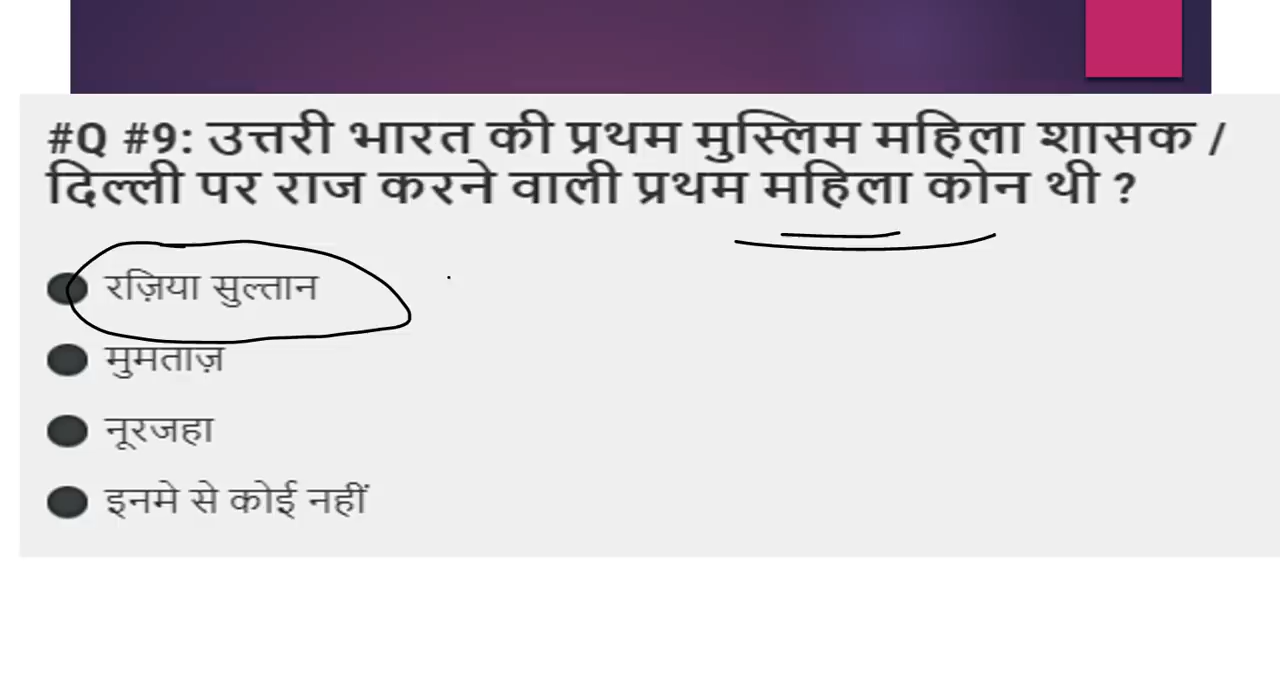 #Q #9: उत्तरी भारत की प्रथम मुस्लिम महिला शासक /
दिल्ली पर राज करने वाली प्रथम महिला कोन थी ?
रज़िया सुल्तान
मुमताज़
नूरजहा
इनमे से कोई नहीं